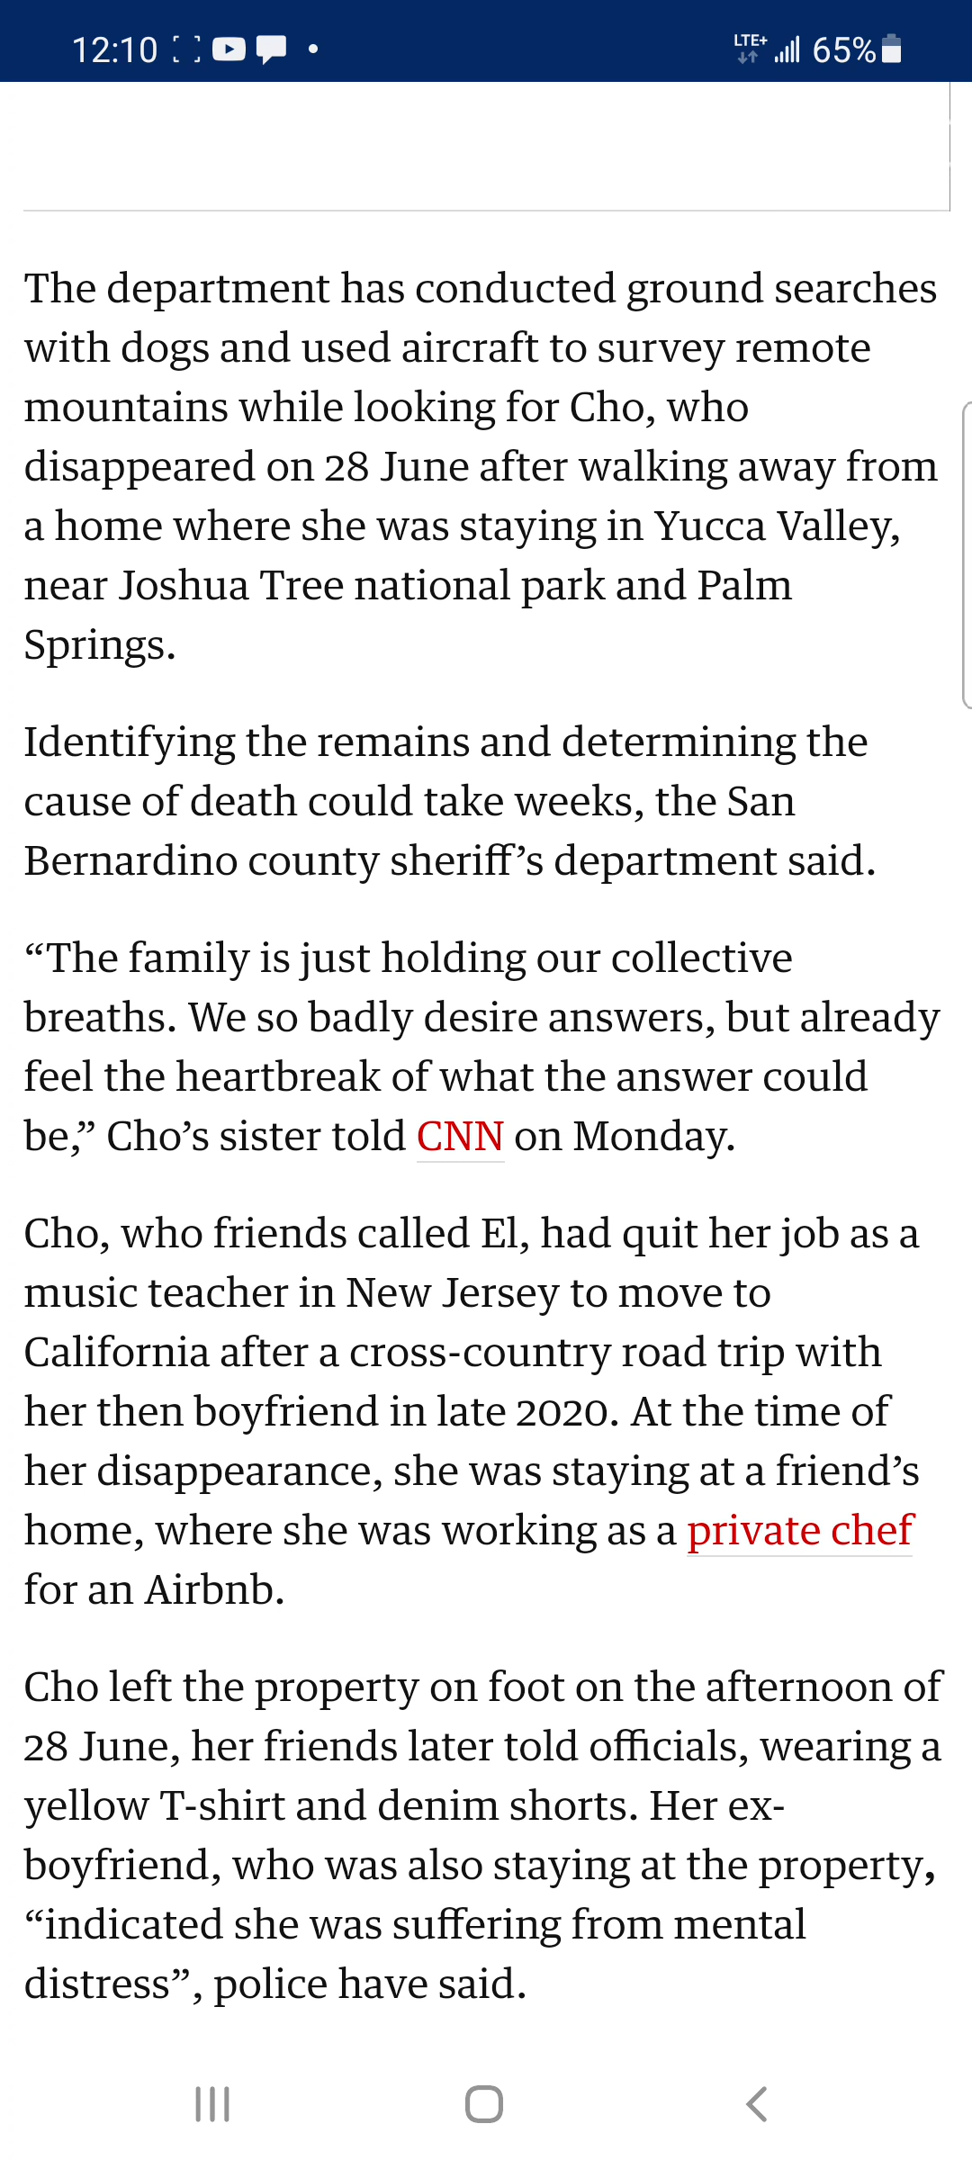 12:10
LTE+
65%
The department has conducted ground searches
with dogs and used aircraft to survey remote
mountains while looking for Cho, who
disappeared on 28 June after walking away from
a home where she was staying in Yucca Valley,
near Joshua Tree national park and Palm
Springs.
Identifying the remains and determining the
cause of death could take weeks, the San
Bernardino county sheriff’s department said.
“The family is just holding our collective
breaths. We so badly desire answers, but already
feel the heartbreak of what the answer could
be,” Cho’s sister told CNN on Monday.
Cho, who friends called El, had quit her job as a
music teacher in New Jersey to move to
California after a cross-country road trip with
her then boyfriend in late 2020. At the time of
her disappearance, she was staying at a friend’s
home, where she was working as a private chef
for an Airbnb.
Cho left the property on foot on the afternoon of
28 June, her friends later told officials, wearing a
yellow T-shirt and denim shorts. Her ex-
boyfriend, who was also staying at the property,
“indicated she was suffering from mental
distress”, police have said.